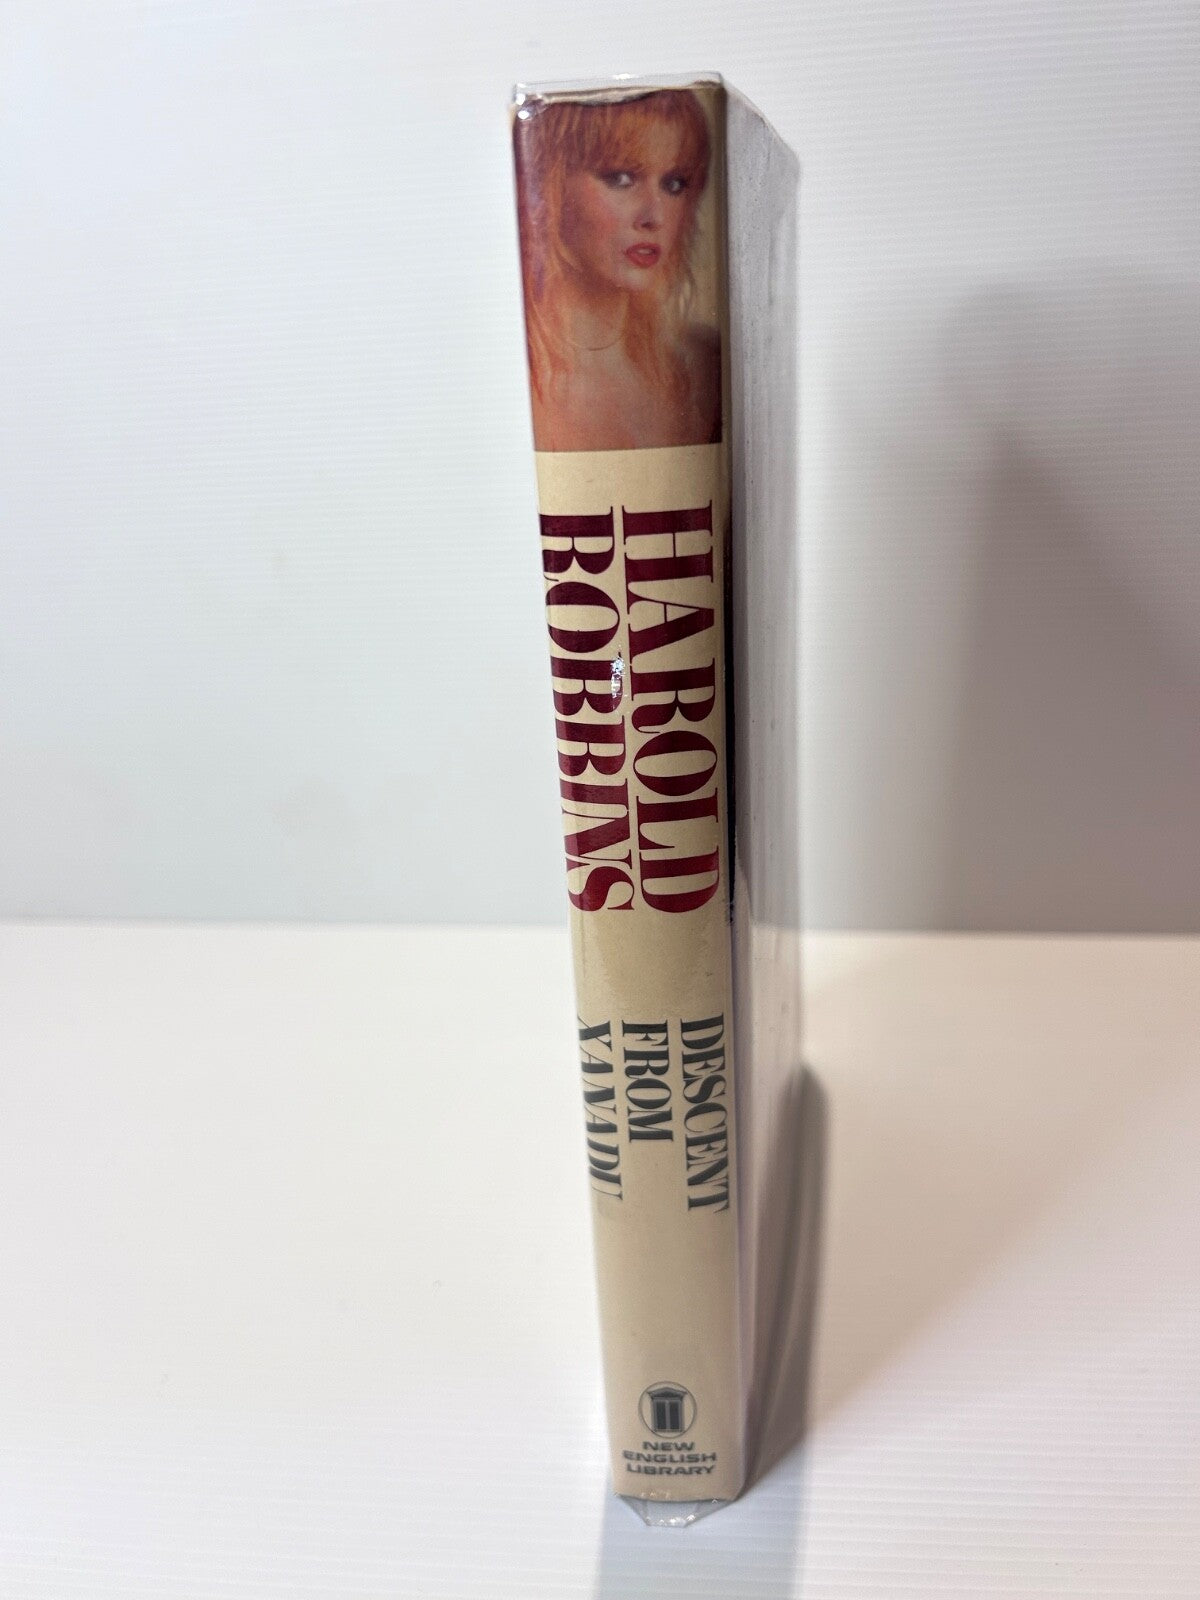 HAROLD
ROBBINS
DESCENT
FROM
XANADU
NEW
ENGLISH
LIBRARY